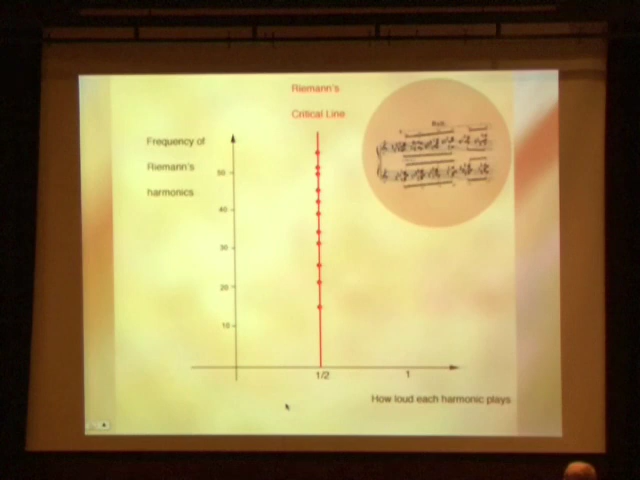 Riemann's
Critical Line
Frequency of
Riemann's
harmonics
50
40
30
20
10
1/2
1
How loud each harmonic plays